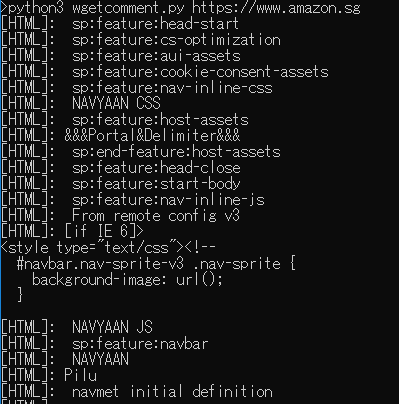 >python3 wgetcomment.py https://www.amazon.sg
[HTML]:  sp:feature:head-start
[HTML]:  sp:feature:cs-optimization
[HTML]:  sp:feature:aui-assets
[HTML]:  sp:feature:cookie-consent-assets
[HTML]:  sp:feature:nav-inline-css
[HTML]:  NAVYAAN CSS
[HTML]:  sp:feature:host-assets
[HTML]: &&&Portal&Delimiter&&&
[HTML]:  sp:end-feature:host-assets
[HTML]:  sp:feature:head-close
[HTML]:  sp:feature:start-body
[HTML]:  sp:feature:nav-inline-js
[HTML]:  From remote config v3
[HTML]: [if IE 6]>
<style type="text/css"><!--
  #navbar.nav-sprite-v3 .nav-sprite {
    background-image: url();
  }
[HTML]:  NAVYAAN JS
[HTML]:  sp:feature:navbar
[HTML]:  NAVYAAN
[HTML]: Pilu
[HTML]:  navmet initial definition